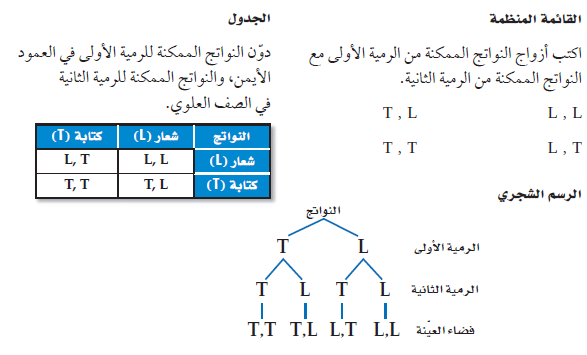 القائمة المنظمة
اكتب أزواج النواتج الممكنة من الرمية الأولى مع
النواتج الممكنة من الرمية الثانية.
L , L    T , L
L , T    T , T
الجدول
دوّن النواتج الممكنة للرمية الأولى في العمود
الأيمن، والنواتج الممكنة للرمية الثانية
في الصف العلوي.
النواتج    شعار (L)    كتابة (T)
شعار (L)    L, L    L, T
كتابة (T)    T, L    T, T
الرسم الشجري
النواتج
الرمية الأولى    L    T
الرمية الثانية    L    T    L    T
فضاء العيّنة    L,L    L,T    T,L    T,T